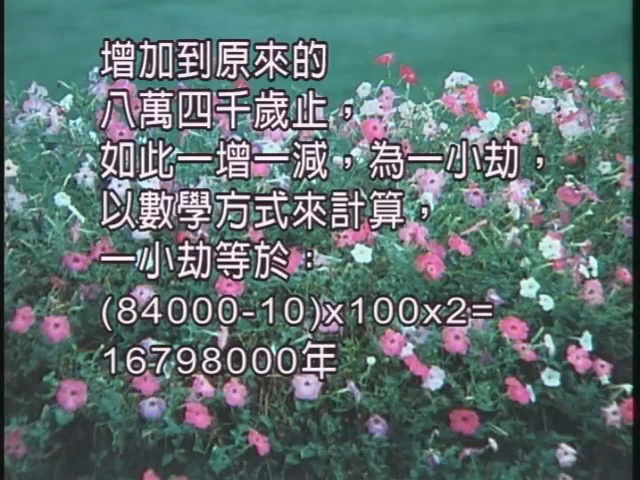 增加到原來的
八萬四千歲止，
如此一增一減，為一小劫，
以數學方式來計算，
一小劫等於：
(84000-10)x100x2=
16798000年